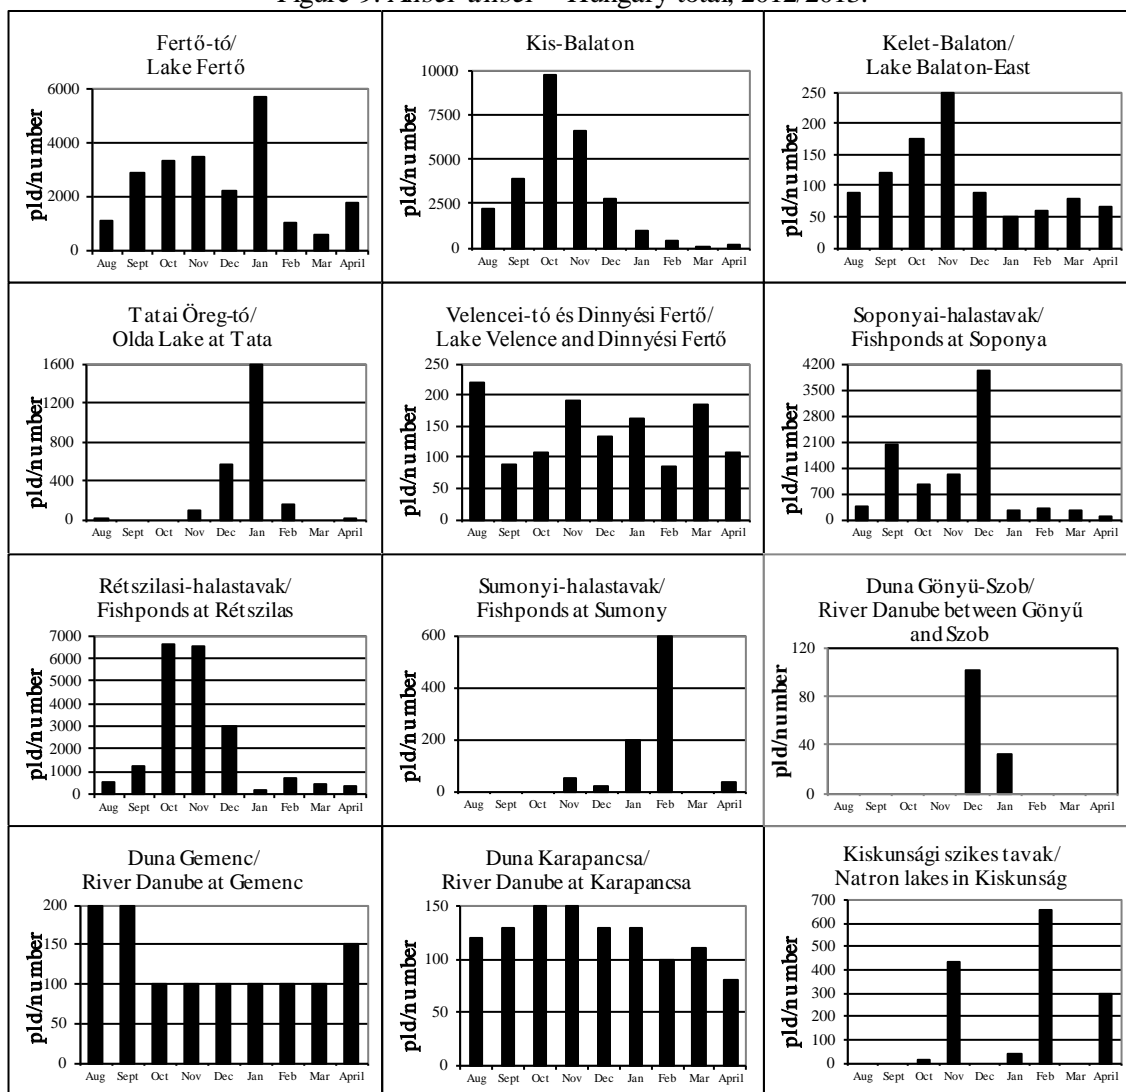 Figure 9. Anser anser – Hungary total, 2012/2013.
Fertő-tó/
Lake Fertő
pld/number
6000
4000
2000
0
Aug Sept Oct Nov Dec Jan Feb Mar April
Kis-Balaton
pld/number
10000
7500
5000
2500
0
Aug Sept Oct Nov Dec Jan Feb Mar April
Kelet-Balaton/
Lake Balaton-East
pld/number
250
200
150
100
50
0
Aug Sept Oct Nov Dec Jan Feb Mar April
Tatai Öreg-tó/
Olda Lake at Tata
pld/number
1600
1200
800
400
0
Aug Sept Oct Nov Dec Jan Feb Mar April
Velencei-tó és Dinnyési Fertő/
Lake Velence and Dinnyési Fertő
pld/number
250
200
150
100
50
0
Aug Sept Oct Nov Dec Jan Feb Mar April
Soponyai-halastavak/
Fishponds at Soponya
pld/number
4200
3500
2800
2100
1400
700
0
Aug Sept Oct Nov Dec Jan Feb Mar April
Rétszilasi-halastavak/
Fishponds at Rétszilas
pld/number
7000
6000
5000
4000
3000
2000
1000
0
Aug Sept Oct Nov Dec Jan Feb Mar April
Sumonyi-halastavak/
Fishponds at Sumony
pld/number
600
400
200
0
Aug Sept Oct Nov Dec Jan Feb Mar April
Duna Gönyü-Szob/
River Danube between Gönyű
and Szob
pld/number
120
80
40
0
Aug Sept Oct Nov Dec Jan Feb Mar April
Duna Gemenc/
River Danube at Gemenc
pld/number
200
150
100
50
0
Aug Sept Oct Nov Dec Jan Feb Mar April
Duna Karapancsa/
River Danube at Karapancsa
pld/number
150
100
50
0
Aug Sept Oct Nov Dec Jan Feb Mar April
Kiskunsági szikes tavak/
Natron lakes in Kiskunság
pld/number
700
600
500
400
300
200
100
0
Aug Sept Oct Nov Dec Jan Feb Mar April